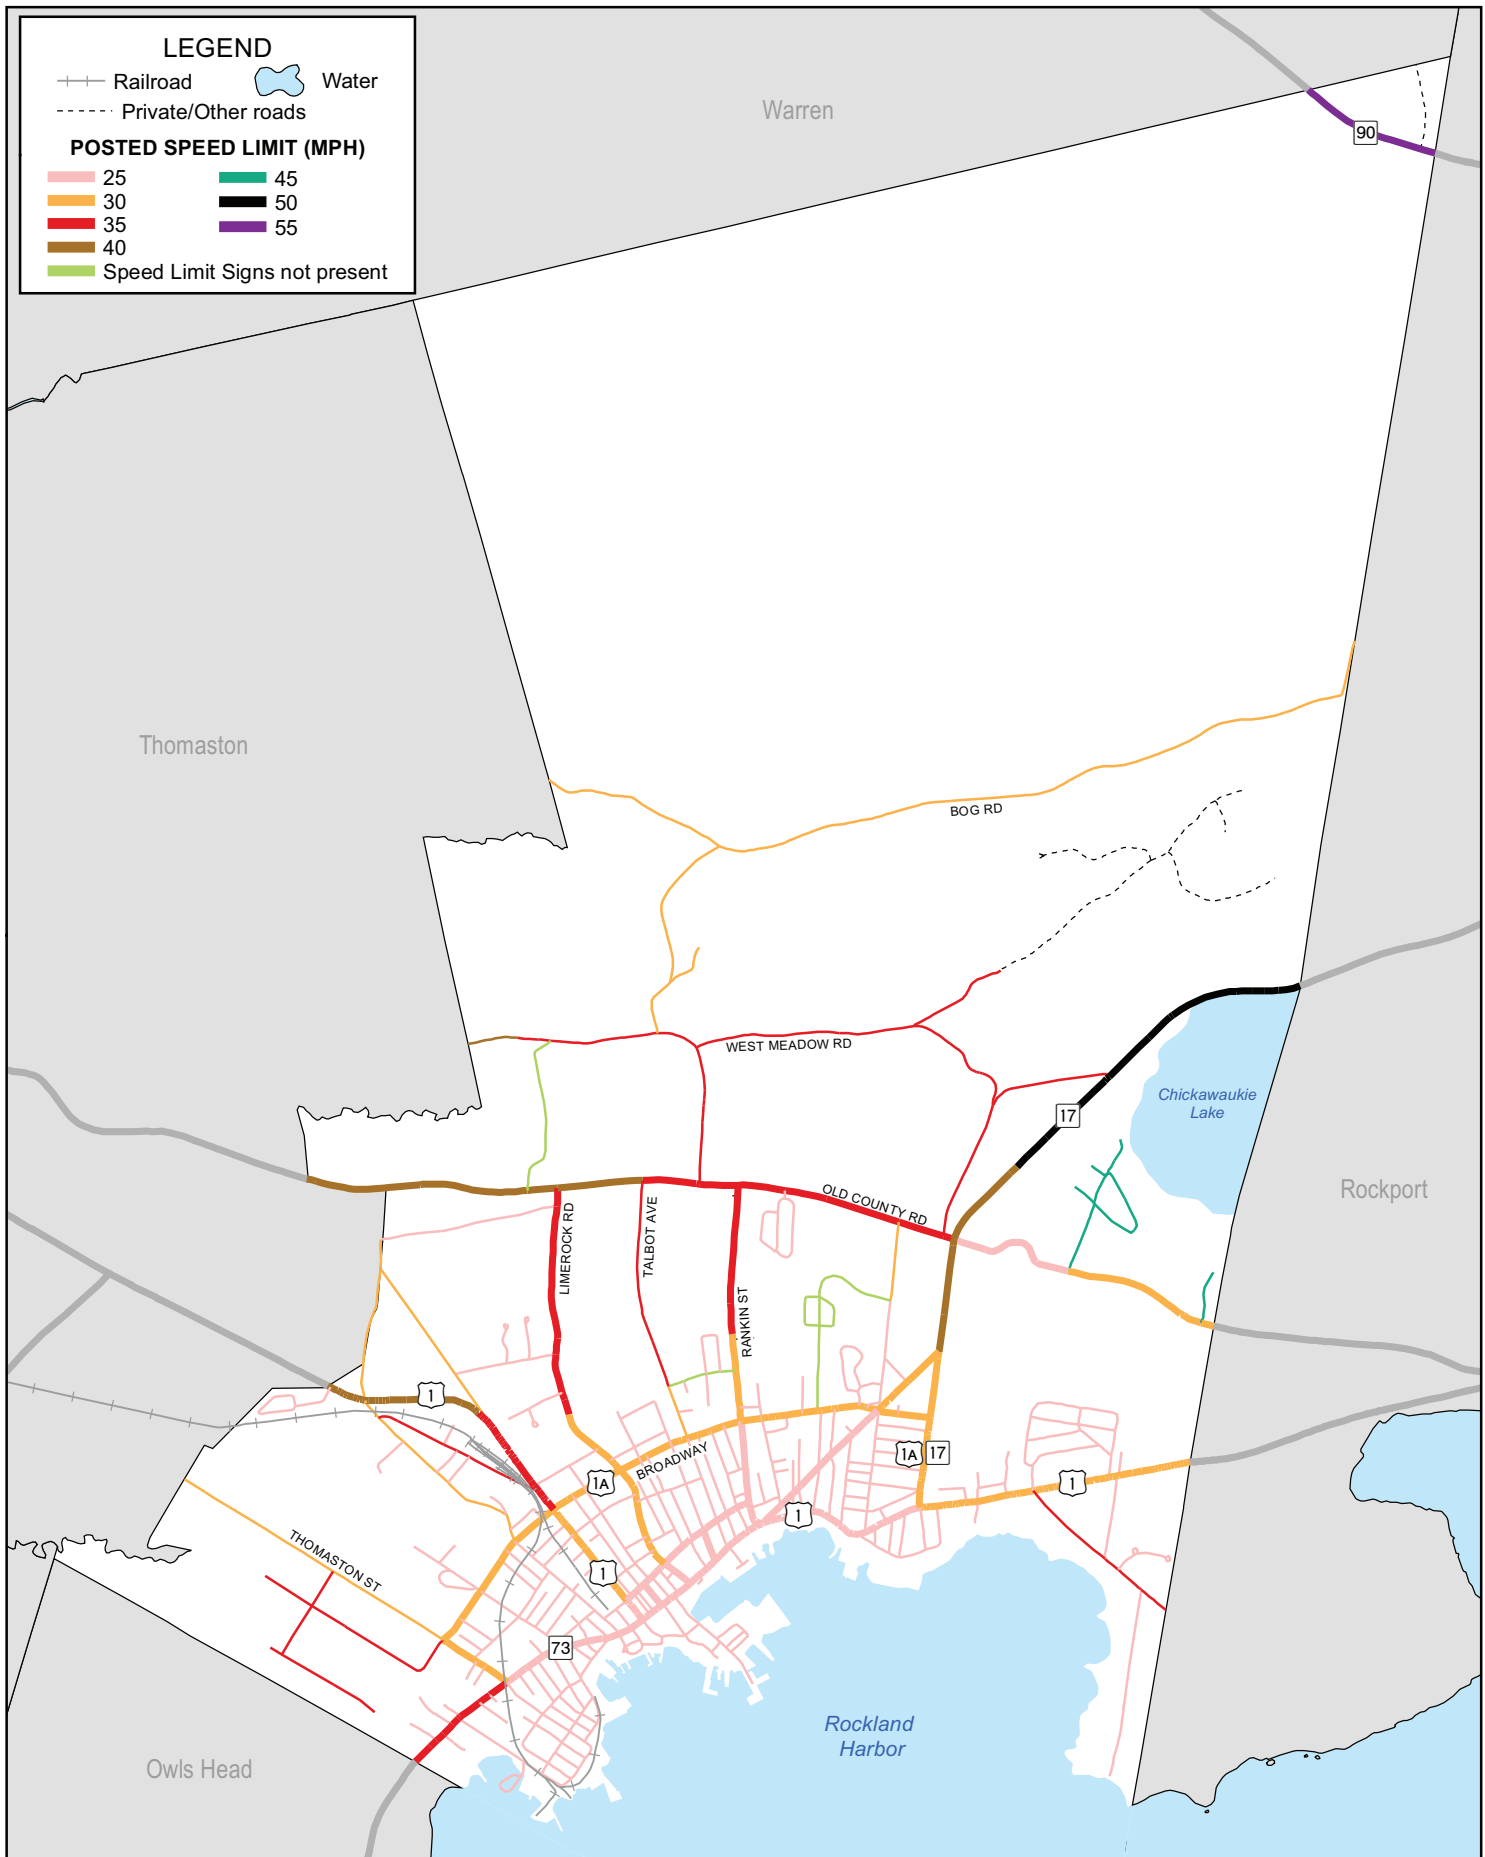 LEGEND
Railroad
Water
Private/Other roads
POSTED SPEED LIMIT (MPH)
25
45
30
50
35
55
40
Speed Limit Signs not present
Warren
90
Thomaston
BOG RD
WEST MEADOW RD
Chickawaukie
Lake
17
Rockport
OLD COUNTY RD
LIMEROCK RD
TALBOT AVE
RANKIN ST
1
BROADWAY
1A
17
1A
1
1
THOMASTON ST
1
73
Rockland
Harbor
Owls Head